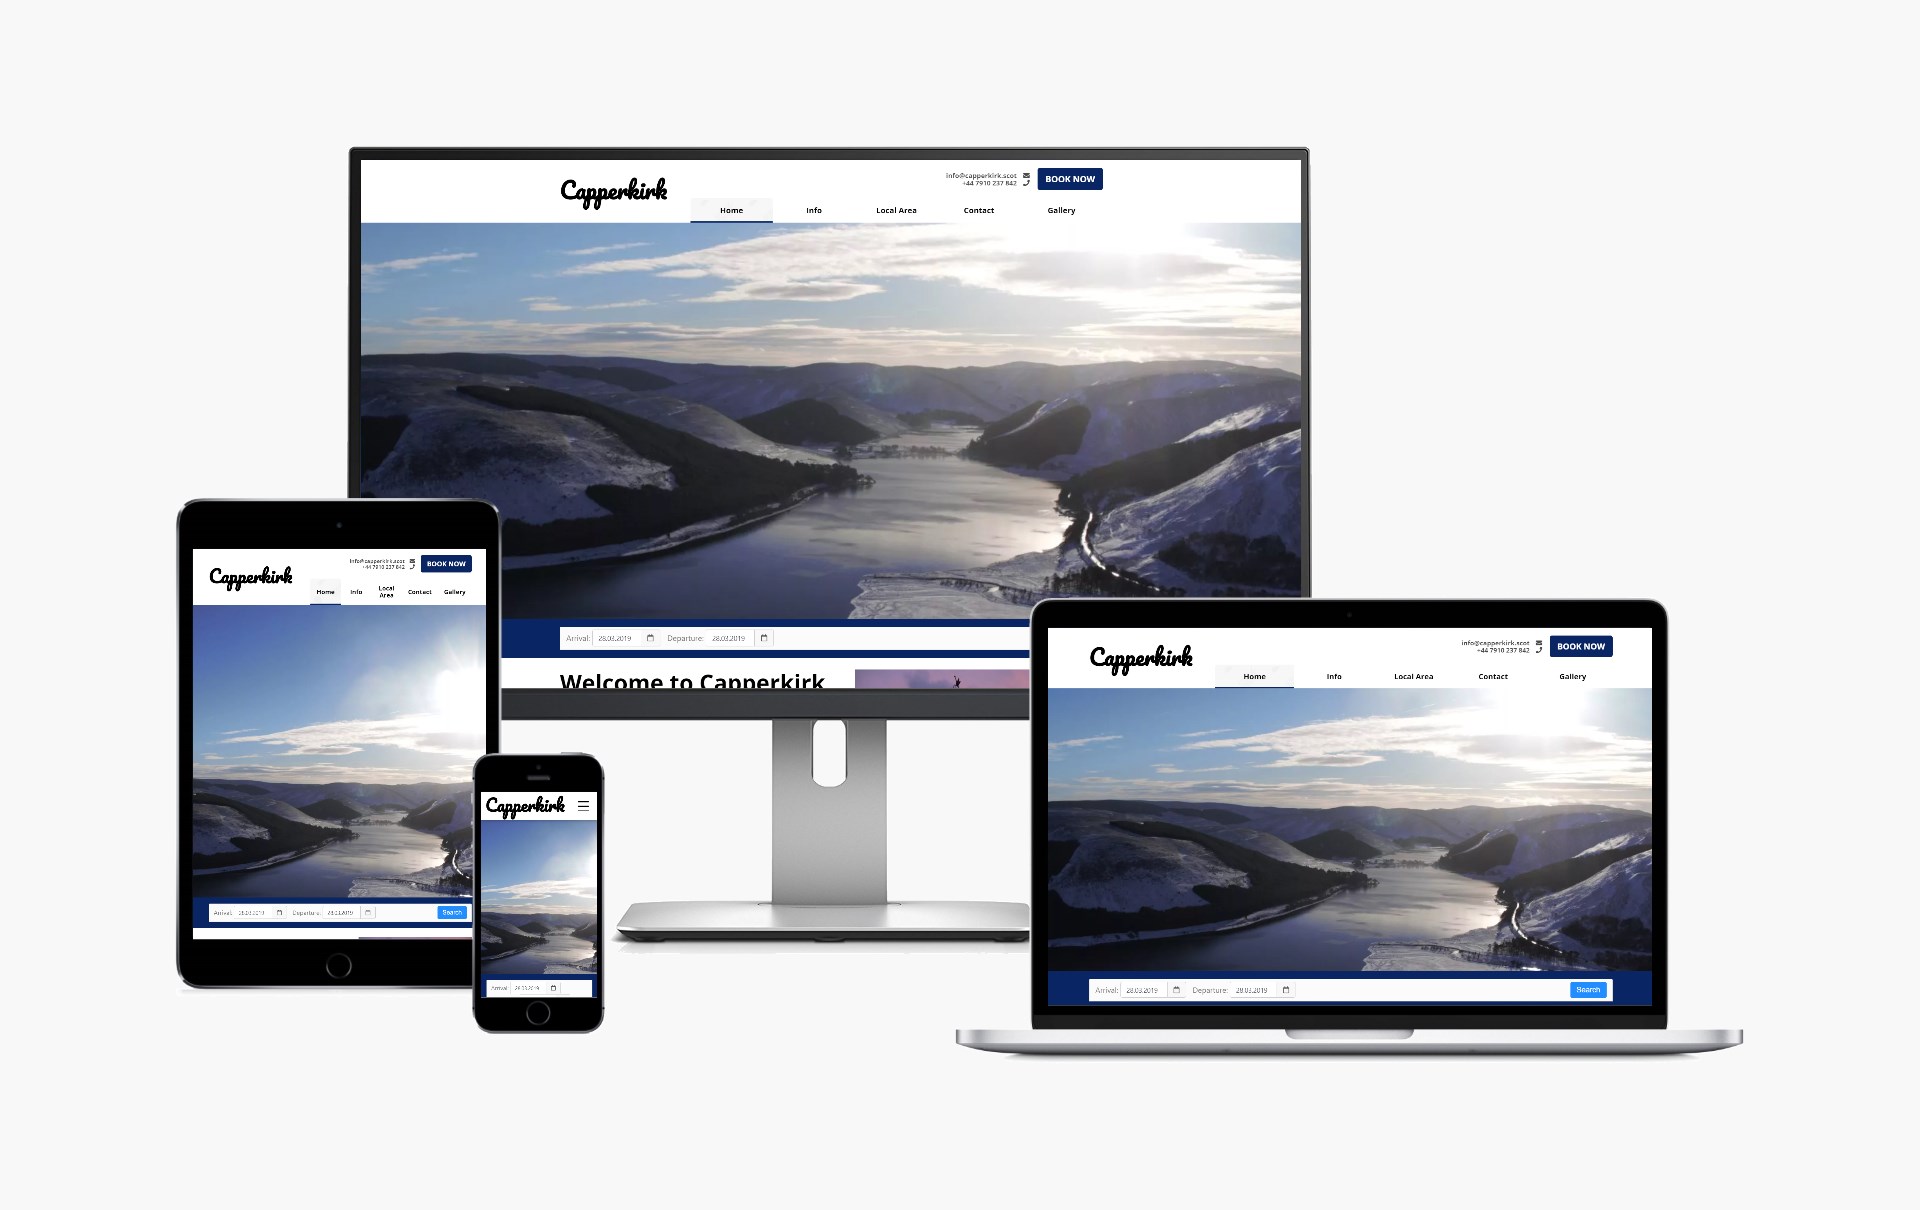 Capperkirk
info@capperkirk.scot
+44 7910 237 842
BOOK NOW
Home Info Local Area Contact Gallery
Arrival: 28.03.2019 Departure: 28.03.2019
Welcome to Capperkirk
Capperkirk
info@capperkirk.scot
+44 7910 237 842
BOOK NOW
Home Info Local Area Contact Gallery
Arrival: 28.03.2019 Departure: 28.03.2019 Search
Capperkirk
Arrival: 28.03.2019
Capperkirk
info@capperkirk.scot
+44 7910 237 842
BOOK NOW
Home Info Local Area Contact Gallery
Arrival: 28.03.2019 Departure: 28.03.2019 Search